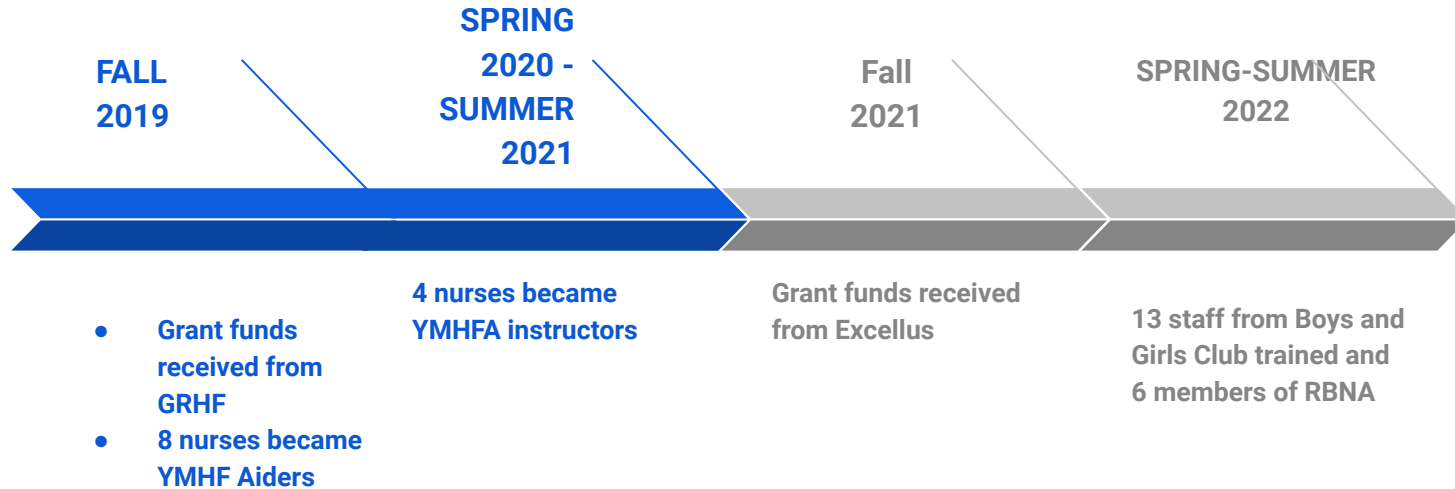 FALL
2019
SPRING
2020 -
SUMMER
2021
Fall
2021
SPRING-SUMMER
2022
● Grant funds
received from
GRHF
● 8 nurses became
YMHF Aiders
4 nurses became
YMHFA instructors
Grant funds received
from Excellus
13 staff from Boys and
Girls Club trained and
6 members of RBNA